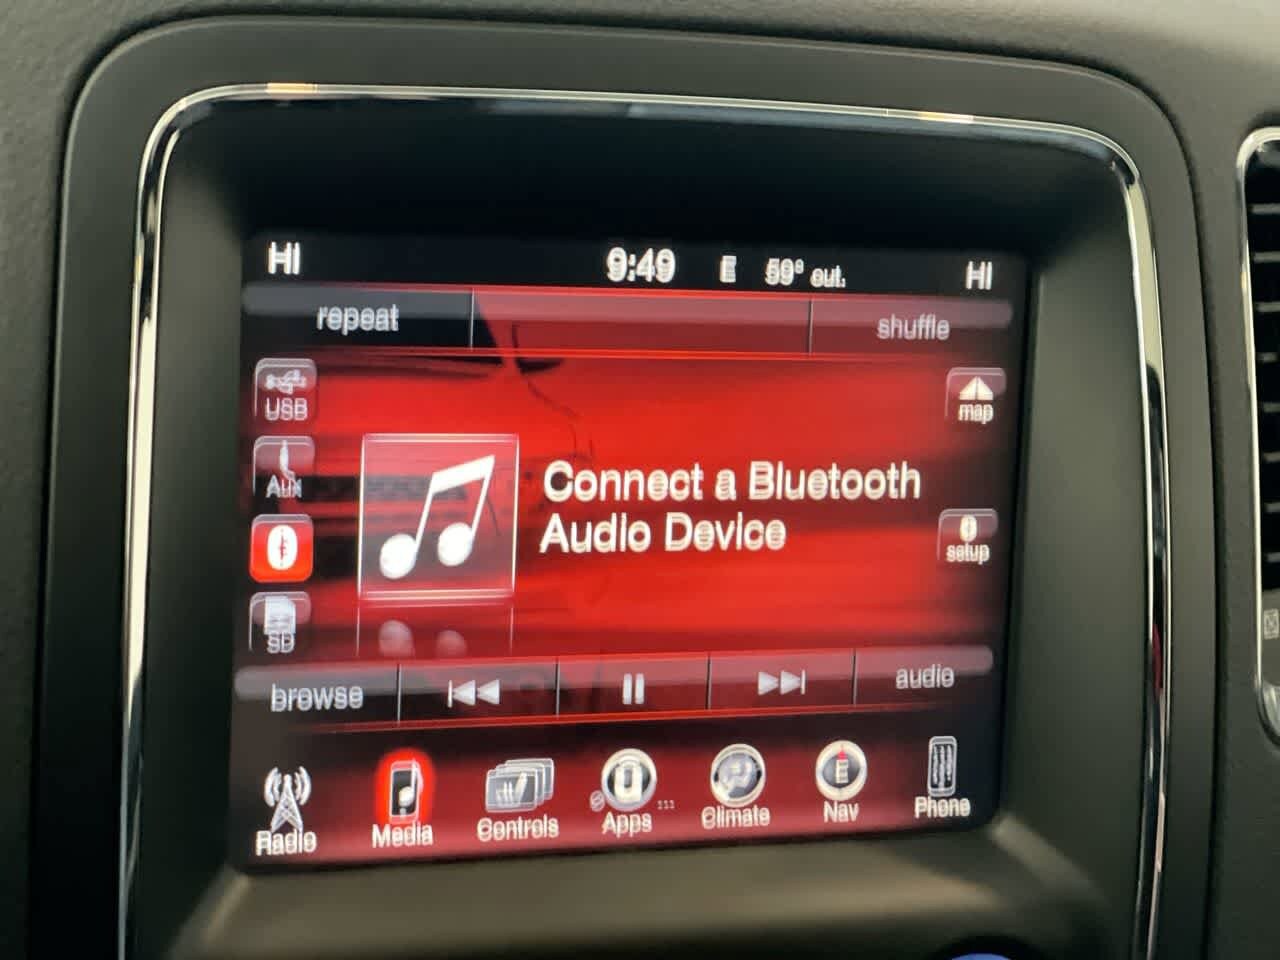 HI 9:49 E 59° out. HI
repeat shuffle
USB
map
Aux
Connect a Bluetooth
Audio Device
setup
SD
browse audio
Radio Media Controls Apps Climate Nav Phone